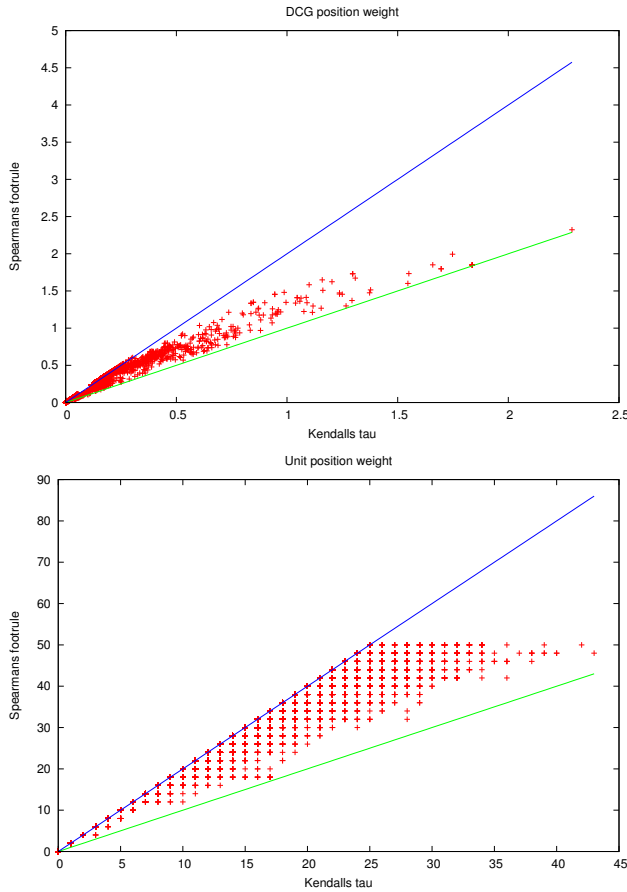 DCG position weight
5
4.5
4
3.5
3
2.5
2
1.5
1
0.5
0
Spearmans footrule
0 0.5 1 1.5 2 2.5
Kendalls tau
Unit position weight
90
80
70
60
50
40
30
20
10
0
Spearmans footrule
0 5 10 15 20 25 30 35 40 45
Kendalls tau